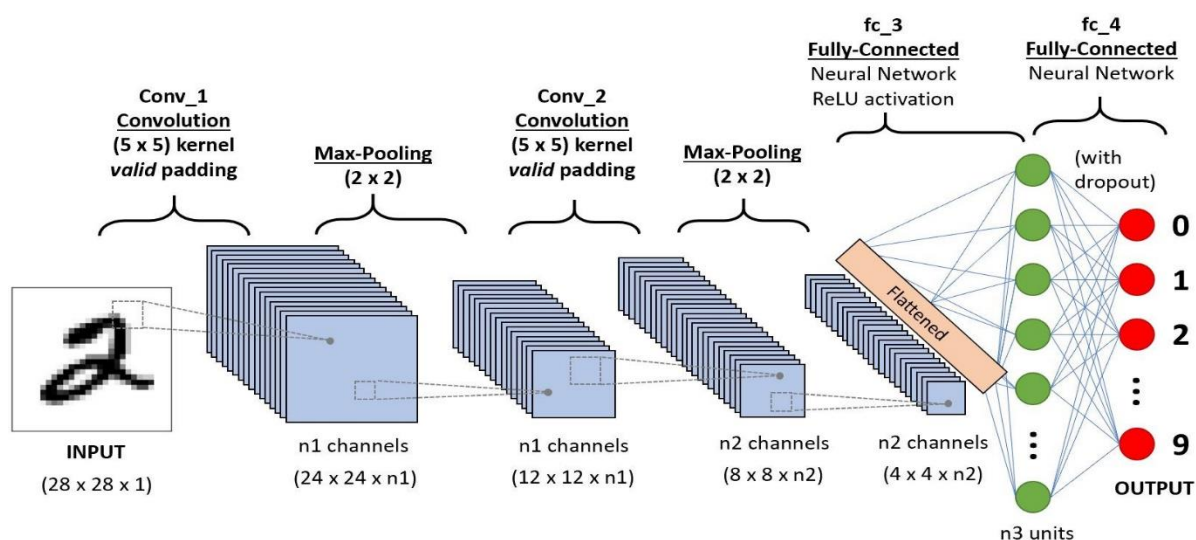 fc_3
Fully-Connected
Neural Network
ReLU activation
fc_4
Fully-Connected
Neural Network
Conv_1
Convolution
(5 x 5) kernel
valid padding
Max-Pooling
(2 x 2)
Conv_2
Convolution
(5 x 5) kernel
valid padding
Max-Pooling
(2 x 2)
(with
dropout)
Flattened
0
1
2
...
9
...
INPUT
(28 x 28 x 1)
n1 channels
(24 x 24 x n1)
n1 channels
(12 x 12 x n1)
n2 channels
(8 x 8 x n2)
n2 channels
(4 x 4 x n2)
n3 units
OUTPUT
2